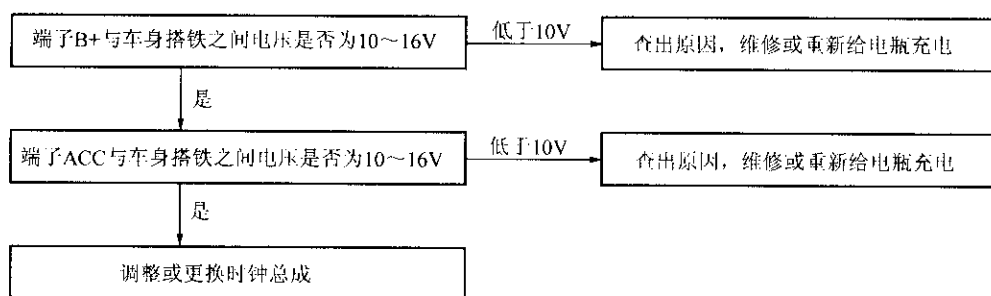 端子B+与车身搭铁之间电压是否为10～16V
低于10V
查出原因，维修或重新给电瓶充电
是
端子ACC与车身搭铁之间电压是否为10～16V
低于10V
查出原因，维修或重新给电瓶充电
是
调整或更换时钟总成